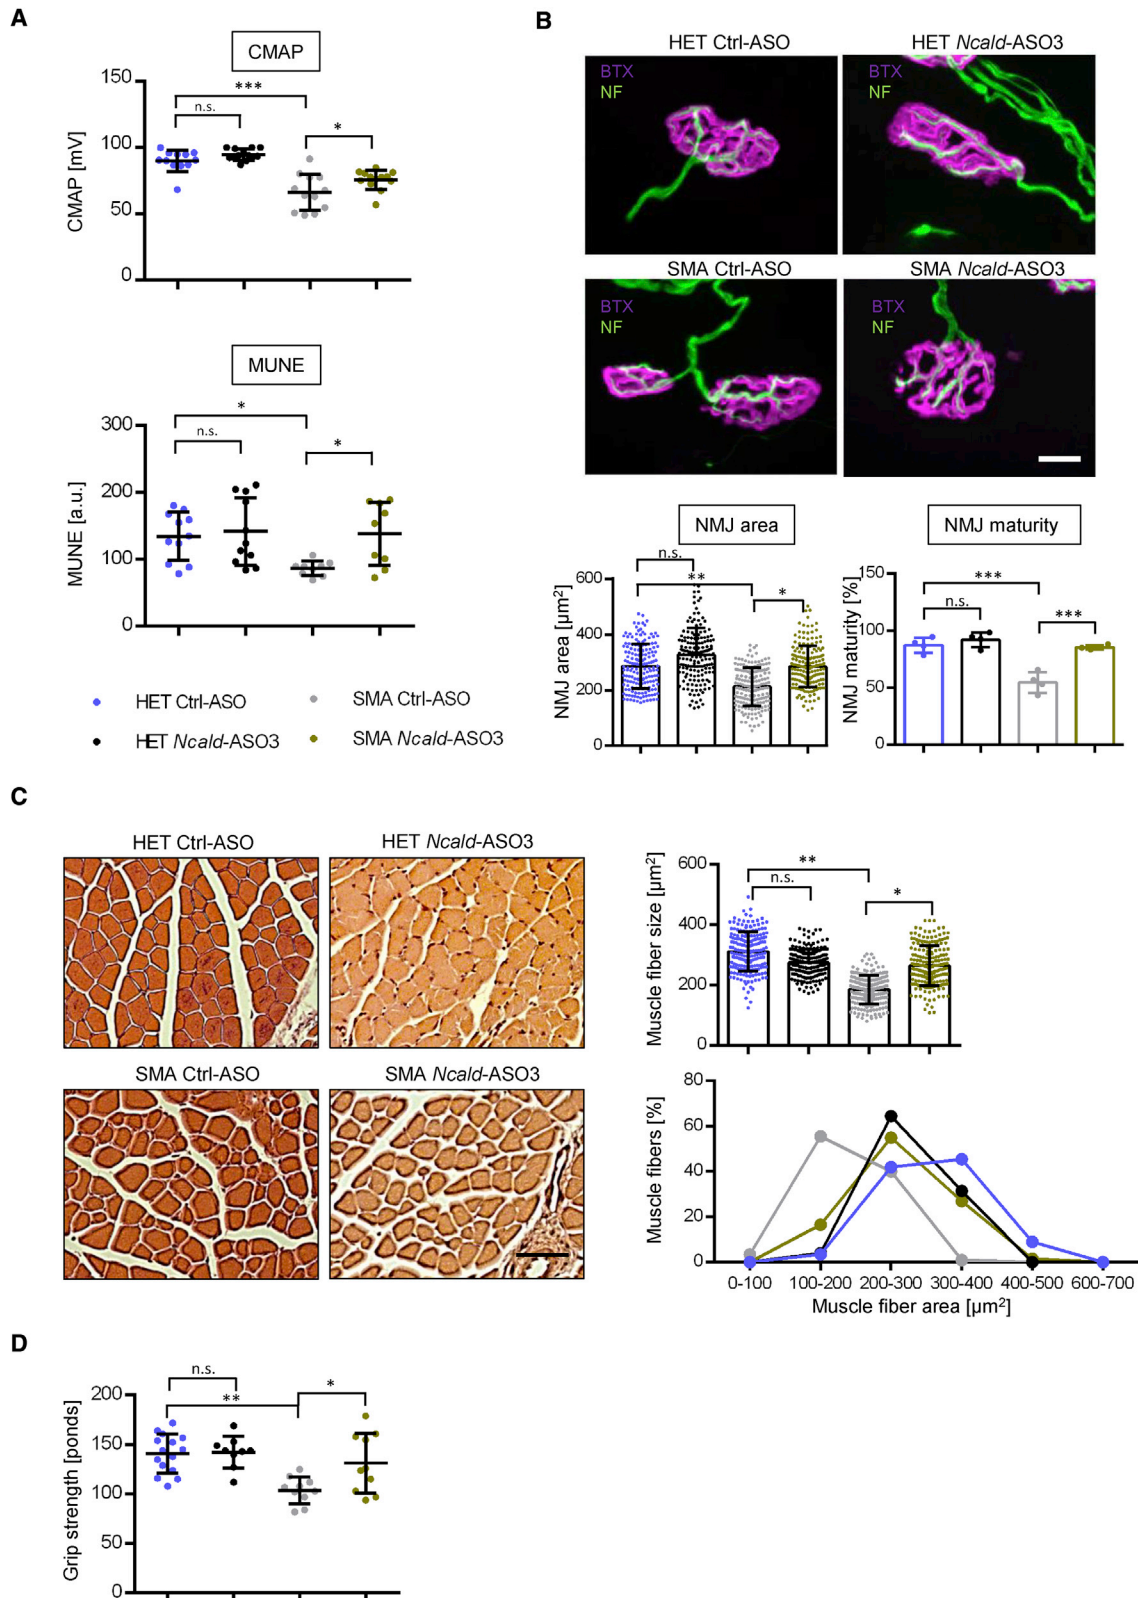 A
CMAP
CMAP [mV]
150
100
50
0
***
n.s.
*
MUNE
MUNE [a.u.]
300
200
100
0
*
n.s.
*
HET Ctrl-ASO
SMA Ctrl-ASO
HET Ncald-ASO3
SMA Ncald-ASO3
B
HET Ctrl-ASO
HET Ncald-ASO3
BTX
NF
BTX
NF
SMA Ctrl-ASO
SMA Ncald-ASO3
BTX
NF
BTX
NF
NMJ area
NMJ area [µm²]
600
400
200
0
n.s.
**
*
NMJ maturity
NMJ maturity [%]
150
100
50
0
***
n.s.
***
C
HET Ctrl-ASO
HET Ncald-ASO3
SMA Ctrl-ASO
SMA Ncald-ASO3
Muscle fiber size [µm²]
600
400
200
0
**
n.s.
*
Muscle fibers [%]
80
60
40
20
0
0-100 100-200 200-300 300-400 400-500 600-700
Muscle fiber area [µm²]
D
Grip strength [ponds]
200
150
100
50
0
n.s.
**
*